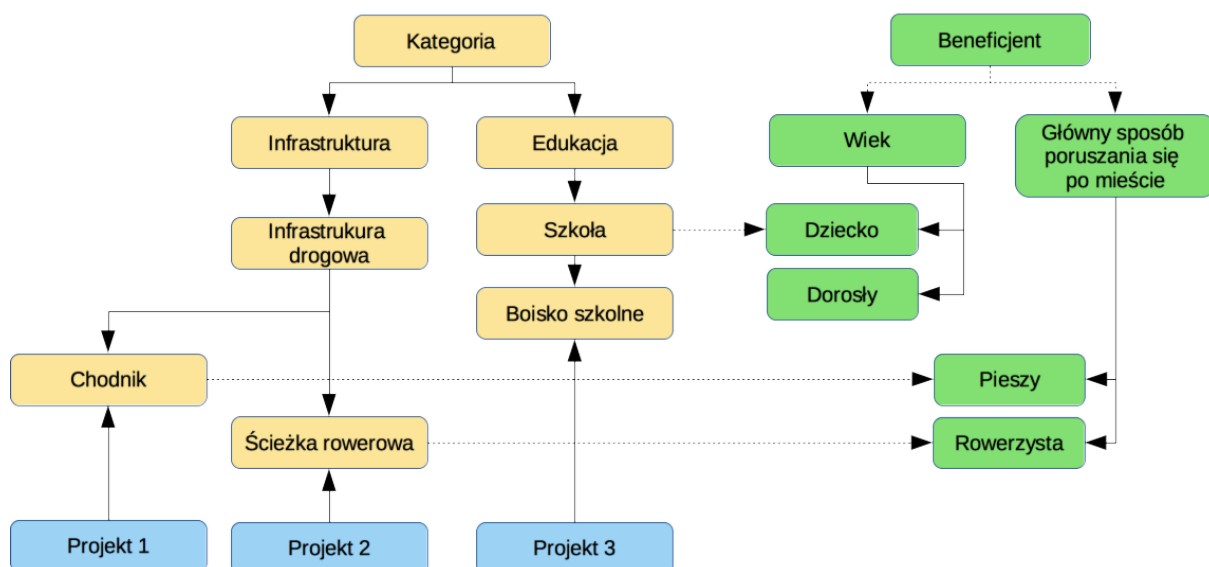 Kategoria
Beneficjent
Infrastruktura
Edukacja
Wiek
Główny sposób
poruszania się
po mieście
Infrastrukura
drogowa
Szkoła
Dziecko
Dorosły
Boisko szkolne
Chodnik
Pieszy
Ścieżka rowerowa
Rowerzysta
Projekt 1
Projekt 2
Projekt 3